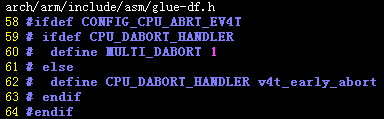 arch/arm/include/asm/glue-df.h
58 #ifdef CONFIG_CPU_ABRT_EV4T
59 # ifdef CPU_DABORT_HANDLER
60 #  define MULTI_DABORT 1
61 # else
62 #  define CPU_DABORT_HANDLER v4t_early_abort
63 # endif
64 #endif